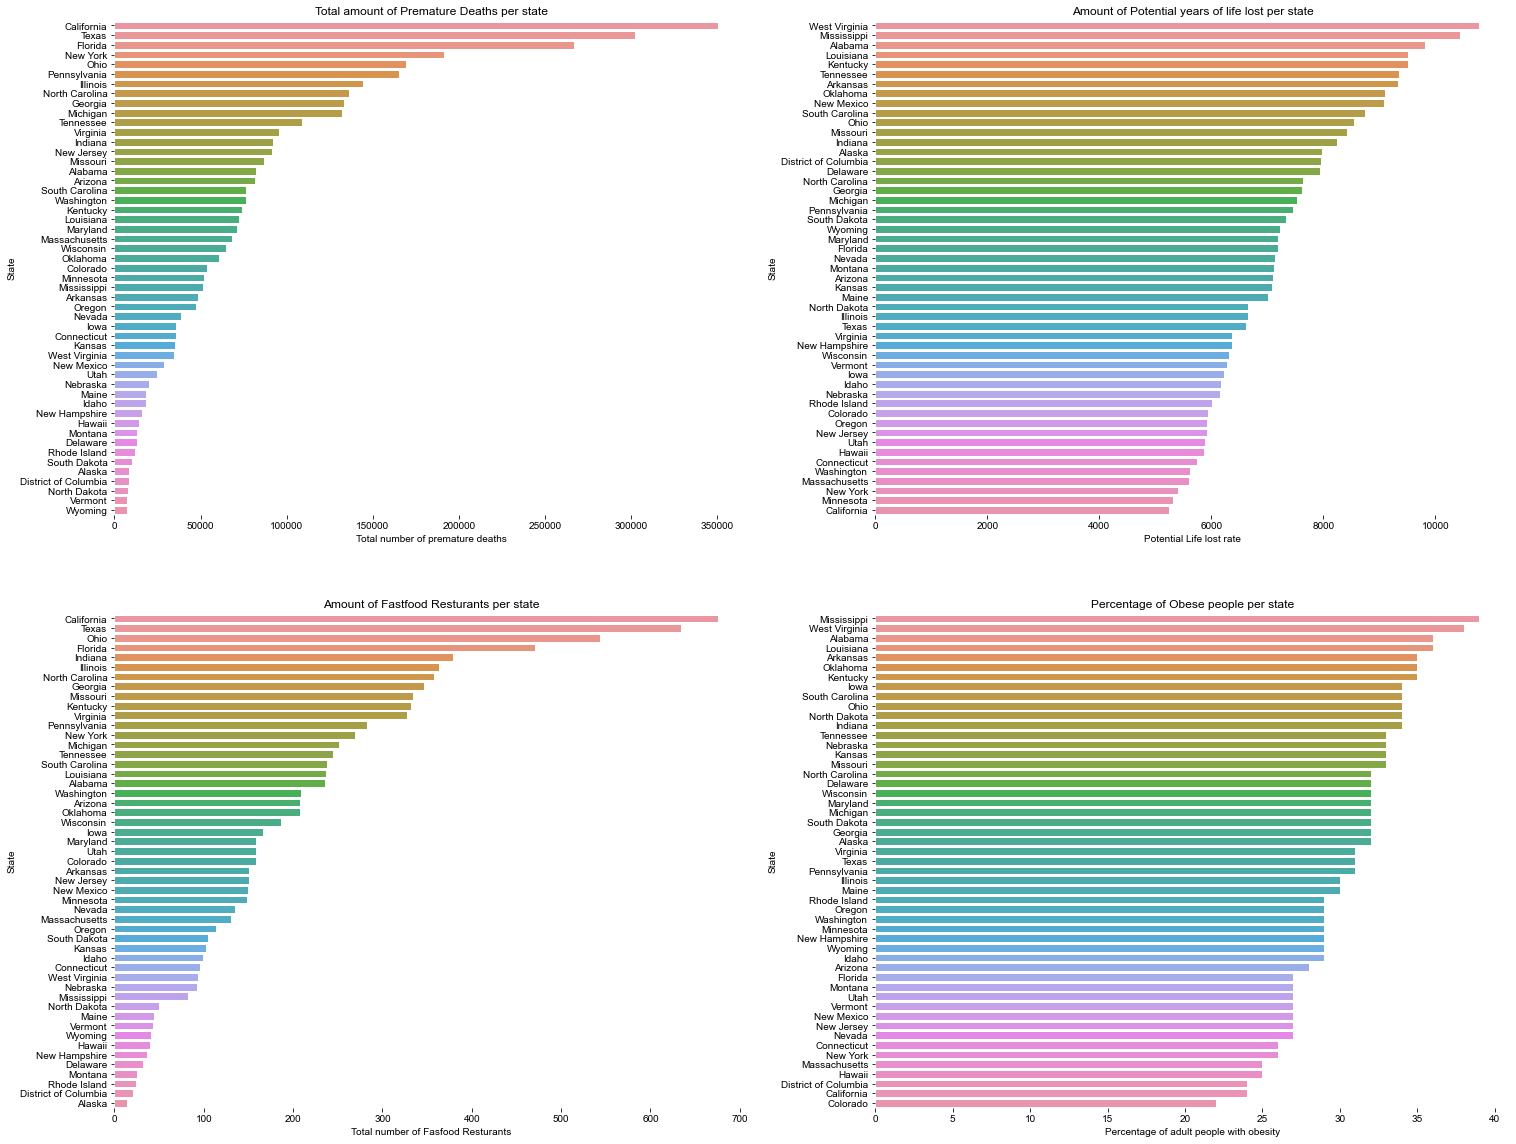 Total amount of Premature Deaths per state
State
California
Texas
Florida
New York
Ohio
Pennsylvania
Illinois
North Carolina
Georgia
Michigan
Tennessee
Virginia
Indiana
New Jersey
Missouri
Alabama
Arizona
South Carolina
Washington
Kentucky
Louisiana
Maryland
Massachusetts
Wisconsin
Oklahoma
Colorado
Minnesota
Mississippi
Arkansas
Oregon
Nevada
Iowa
Connecticut
Kansas
West Virginia
New Mexico
Utah
Nebraska
Maine
Idaho
New Hampshire
Hawaii
Montana
Delaware
Rhode Island
South Dakota
Alaska
District of Columbia
North Dakota
Vermont
Wyoming
0 50000 100000 150000 200000 250000 300000 350000
Total number of premature deaths
Amount of Potential years of life lost per state
State
West Virginia
Mississippi
Alabama
Louisiana
Kentucky
Tennessee
Arkansas
Oklahoma
New Mexico
South Carolina
Ohio
Missouri
Indiana
Alaska
District of Columbia
Delaware
North Carolina
Georgia
Michigan
Pennsylvania
South Dakota
Wyoming
Maryland
Florida
Nevada
Montana
Arizona
Kansas
Maine
North Dakota
Illinois
Texas
Virginia
New Hampshire
Wisconsin
Vermont
Iowa
Idaho
Nebraska
Rhode Island
Colorado
Oregon
New Jersey
Utah
Hawaii
Connecticut
Washington
Massachusetts
New York
Minnesota
California
0 2000 4000 6000 8000 10000
Potential Life lost rate
Amount of Fastfood Resturants per state
State
California
Texas
Ohio
Florida
Indiana
Illinois
North Carolina
Georgia
Missouri
Kentucky
Virginia
Pennsylvania
New York
Michigan
Tennessee
South Carolina
Louisiana
Alabama
Washington
Arizona
Oklahoma
Wisconsin
Iowa
Maryland
Utah
Colorado
Arkansas
New Jersey
New Mexico
Minnesota
Nevada
Massachusetts
Oregon
South Dakota
Kansas
Idaho
Connecticut
West Virginia
Nebraska
Mississippi
North Dakota
Maine
Vermont
Wyoming
Hawaii
New Hampshire
Delaware
Montana
Rhode Island
District of Columbia
Alaska
0 100 200 300 400 500 600 700
Total number of Fasfood Resturants
Percentage of Obese people per state
State
Mississippi
West Virginia
Alabama
Louisiana
Arkansas
Oklahoma
Kentucky
Iowa
South Carolina
Ohio
North Dakota
Indiana
Tennessee
Nebraska
Kansas
Missouri
North Carolina
Delaware
Wisconsin
Maryland
Michigan
South Dakota
Georgia
Alaska
Virginia
Texas
Pennsylvania
Illinois
Maine
Rhode Island
Oregon
Washington
Minnesota
New Hampshire
Wyoming
Idaho
Arizona
Florida
Montana
Utah
Vermont
New Mexico
New Jersey
Nevada
Connecticut
New York
Massachusetts
Hawaii
District of Columbia
California
Colorado
0 5 10 15 20 25 30 35 40
Percentage of adult people with obesity